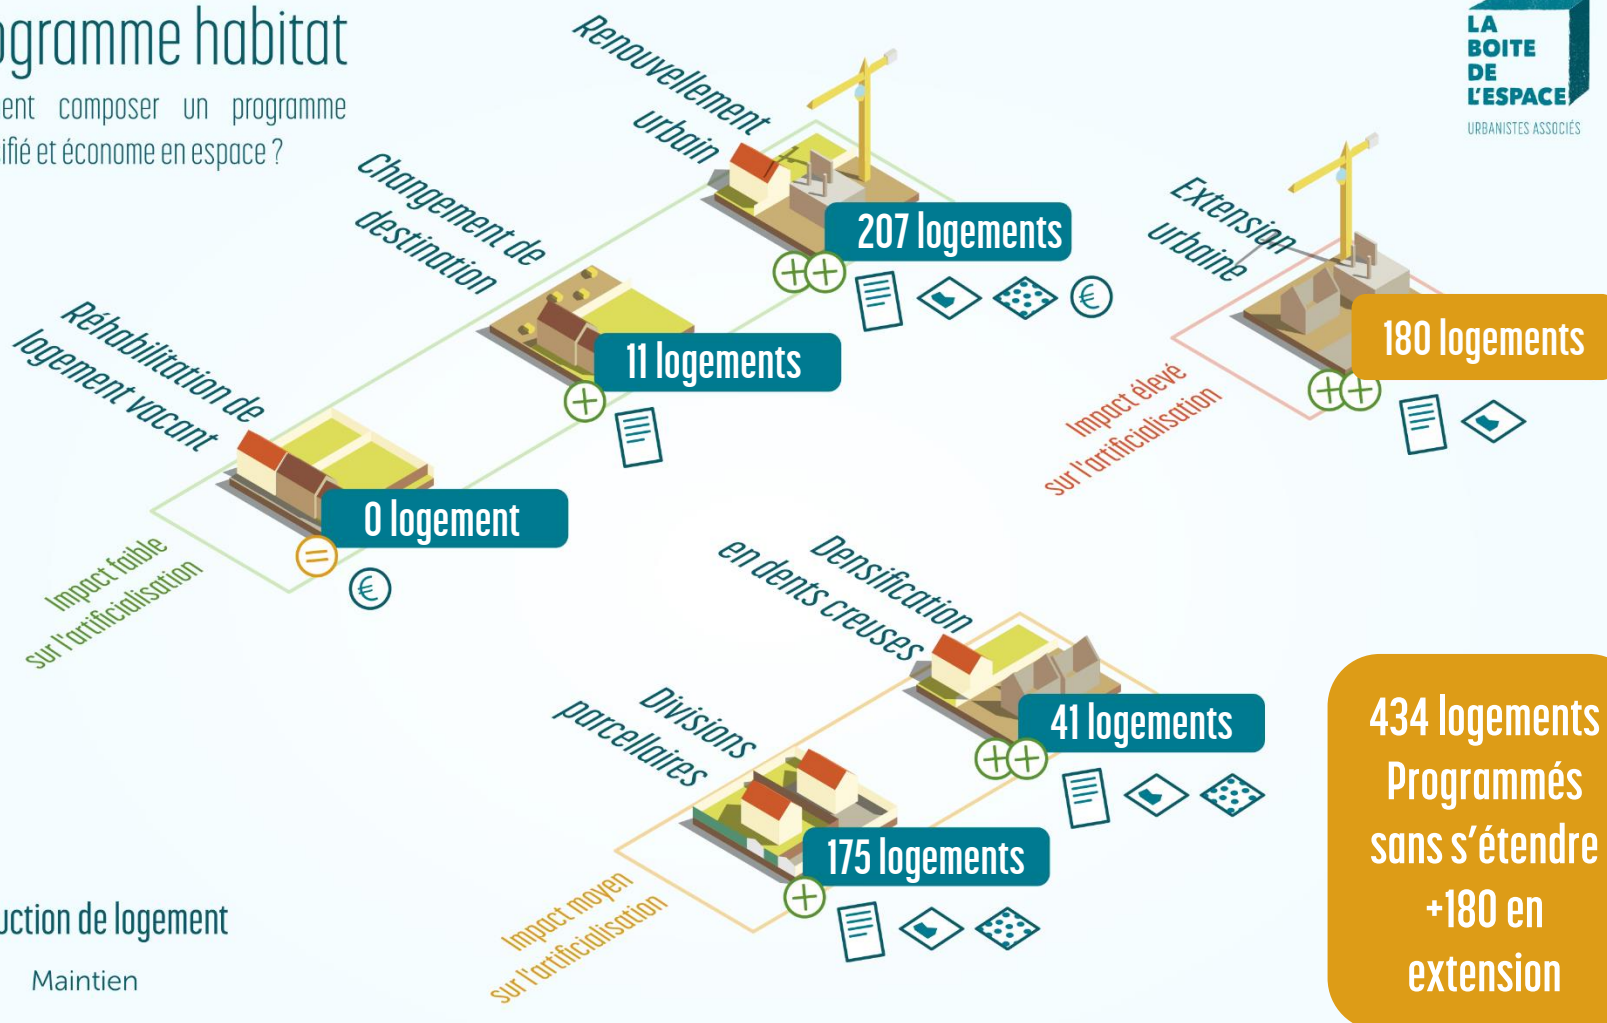 ogramme habitat
ent composer un programme
sifié et économe en espace ?
LA
BOITE
DE
L'ESPACE
URBANISTES ASSOCIÉS
Renouvellement
urbain
207 logements
Changement de
destination
11 logements
Réhabilitation de
logement vacant
0 logement
Impact faible
sur l'artificialisation
Extension
urbaine
180 logements
Impact élevé
sur l'artificialisation
Densification
en dents creuses
41 logements
Divisions
parcellaires
175 logements
Impact moyen
sur l'artificialisation
434 logements
Programmés
sans s'étendre
+180 en
extension
uction de logement
Maintien